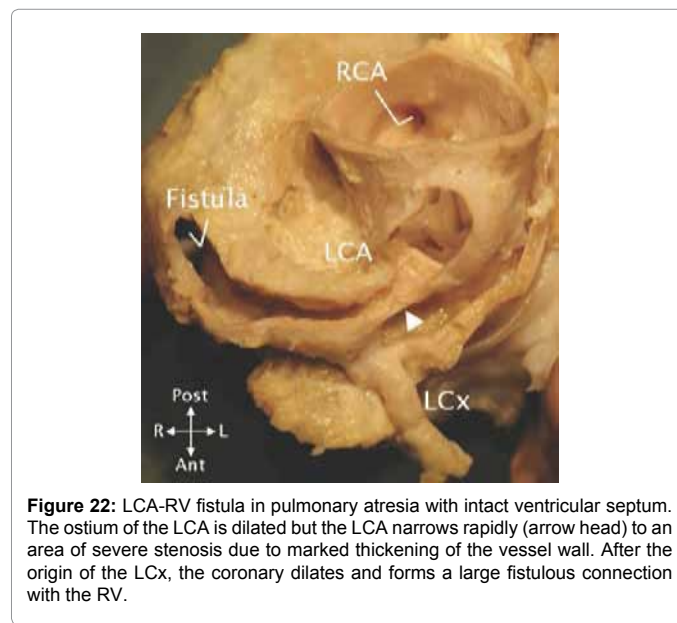 RCA
Fistula
LCA
LCx
Post
R L
Ant
Figure 22: LCA-RV fistula in pulmonary atresia with intact ventricular septum.
The ostium of the LCA is dilated but the LCA narrows rapidly (arrow head) to an
area of severe stenosis due to marked thickening of the vessel wall. After the
origin of the LCx, the coronary dilates and forms a large fistulous connection
with the RV.